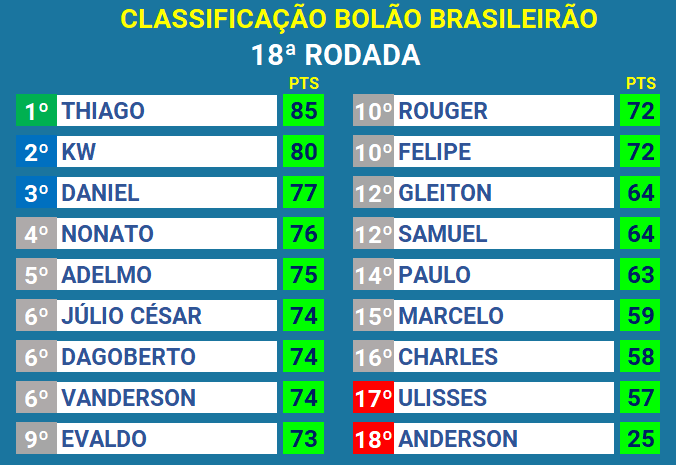 CLASSIFICAÇÃO BOLÃO BRASILEIRÃO
18ª RODADA
PTS
1º THIAGO 85
2º KW 80
3º DANIEL 77
4º NONATO 76
5º ADELMO 75
6º JÚLIO CÉSAR 74
6º DAGOBERTO 74
6º VANDERSON 74
9º EVALDO 73
PTS
10º ROUGER 72
10º FELIPE 72
12º GLEITON 64
12º SAMUEL 64
14º PAULO 63
15º MARCELO 59
16º CHARLES 58
17º ULISSES 57
18º ANDERSON 25